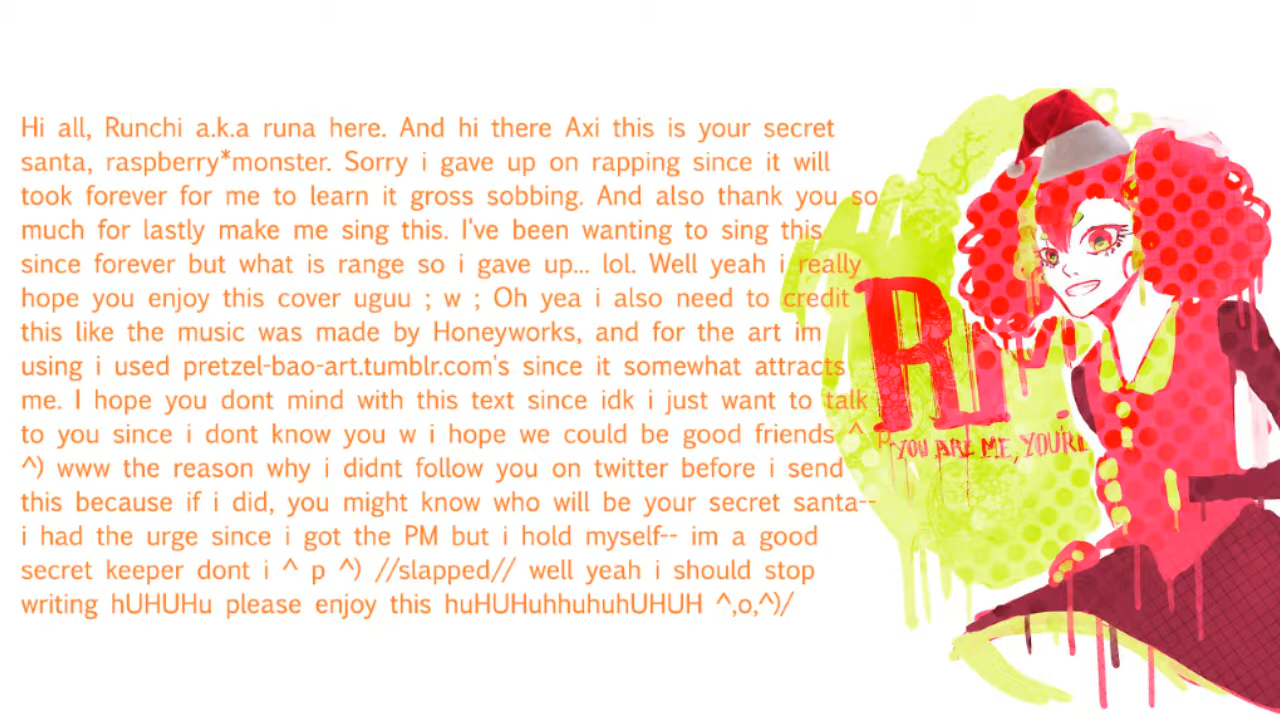 Hi all, Runchi a.k.a runa here. And hi there Axi this is your secret
santa, raspberry*monster. Sorry i gave up on rapping since it will
took forever for me to learn it gross sobbing. And also thank you so
much for lastly make me sing this. I've been wanting to sing this
since forever but what is range so i gave up... lol. Well yeah i really
hope you enjoy this cover uguu ; w ; Oh yea i also need to credit
this like the music was made by Honeyworks, and for the art im
using i used pretzel-bao-art.tumblr.com's since it somewhat attracts
me. I hope you dont mind with this text since idk i just want to talk
to you since i dont know you w i hope we could be good friends ^ p
^) www the reason why i didnt follow you on twitter before i send
this because if i did, you might know who will be your secret santa--
i had the urge since i got the PM but i hold myself-- im a good
secret keeper dont i ^ p ^) //slapped// well yeah i should stop
writing hUHUHu please enjoy this huHUHuhhuhuhUHUH ^,o,^)/
YOU ARE ME, YOU'RE